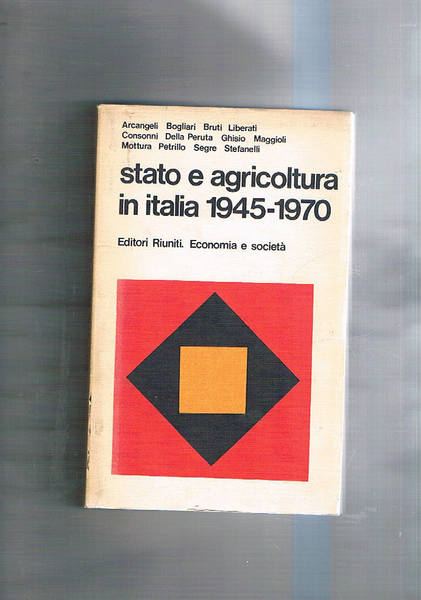 Arcangeli Bogliari Bruti Liberati
Consonni Della Peruta Ghisio Maggioli
Mottura Petrillo Segre Stefanelli
stato e agricoltura
in italia 1945-1970
Editori Riuniti. Economia e società